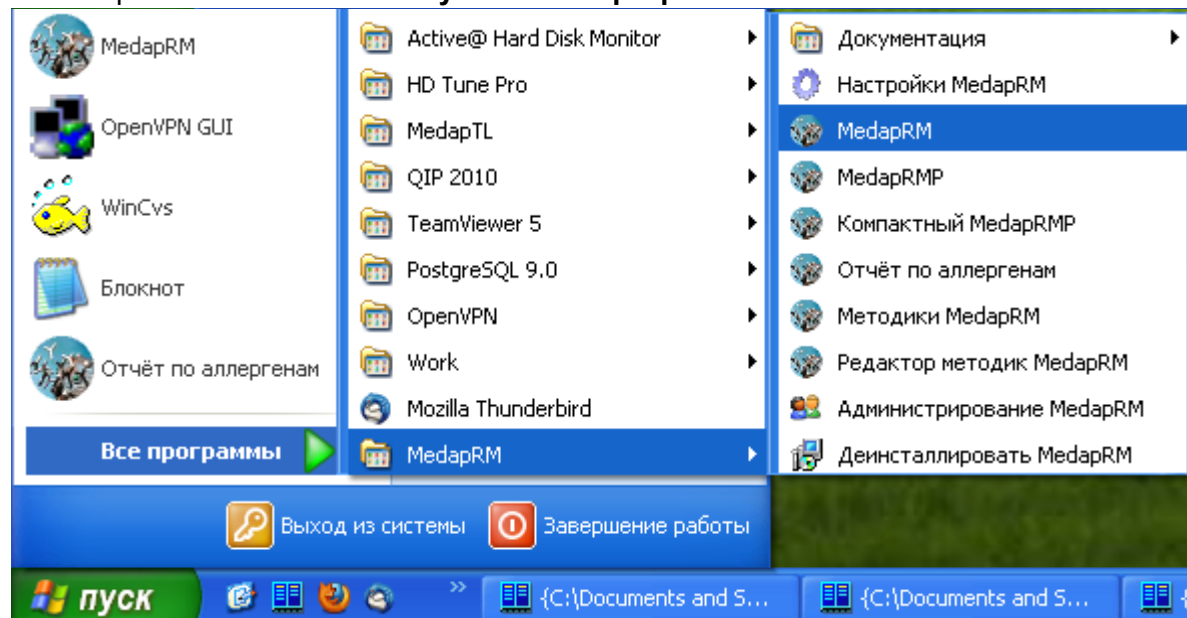 MedapRM
OpenVPN GUI
WinCvs
Блокнот
Отчёт по аллергенам
Все программы
Active@ Hard Disk Monitor
HD Tune Pro
MedapTL
QIP 2010
TeamViewer 5
PostgreSQL 9.0
OpenVPN
Work
Mozilla Thunderbird
MedapRM
Документация
Настройки MedapRM
MedapRM
MedapRMP
Компактный MedapRMP
Отчёт по аллергенам
Методики MedapRM
Редактор методик MedapRM
Администрирование MedapRM
Деинсталлировать MedapRM
Выход из системы
Завершение работы
пуск
{C:\Documents and S...
{C:\Documents and S...